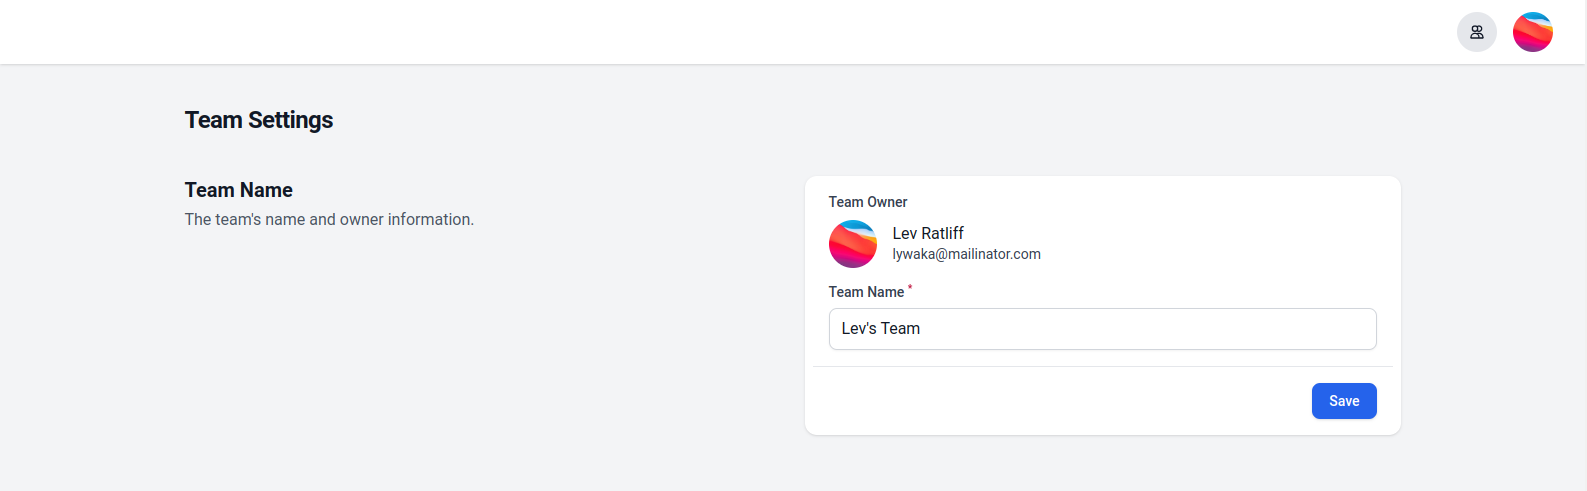 Team Settings
Team Name
The team's name and owner information.
Team Owner
Lev Ratliff
lywaka@mailinator.com
Team Name *
Lev's Team
Save